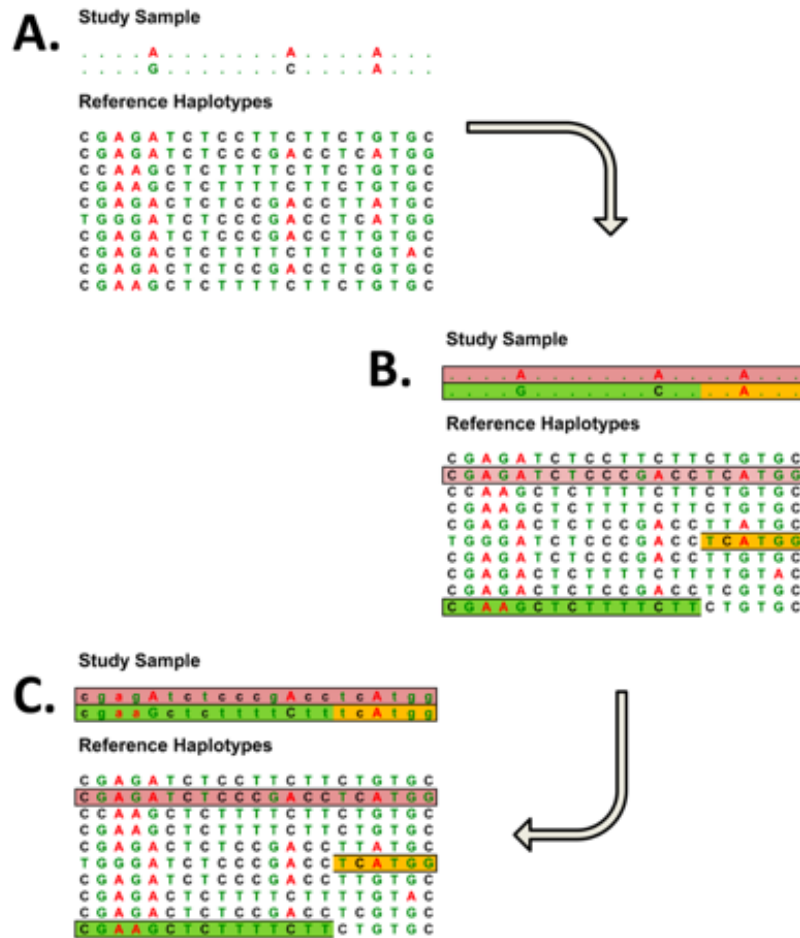 A.
Study Sample
. . . . A . . . . . . . A . . . . A . . .
. . . . G . . . . . . . C . . . . A . . .
Reference Haplotypes
C G A G A T C T C C T T C T T C T G T G C
C G A G A T C T C C C G A C C T C A T G G
C C A A G C T C T T T T C T T C T G T G C
C G A A G C T C T T T T C T T C T G T G C
C G A G A C T C T C C G A C C T T A T G C
T G G G A T C T C C C G A C C T C A T G G
C G A G A T C T C C C G A C C T T G T G C
C G A G A C T C T T T T C T T T T G T A C
C G A G A C T C T C C G A C C T C G T G C
C G A A G C T C T T T T C T T C T G T G C
B.
Study Sample
. . . . A . . . . . . . A . . . . A . . .
. . . . G . . . . . . . C . . . . A . . .
Reference Haplotypes
C G A G A T C T C C T T C T T C T G T G C
C G A G A T C T C C C G A C C T C A T G G
C C A A G C T C T T T T C T T C T G T G C
C G A A G C T C T T T T C T T C T G T G C
C G A G A C T C T C C G A C C T T A T G C
T G G G A T C T C C C G A C C T C A T G G
C G A G A T C T C C C G A C C T T G T G C
C G A G A C T C T T T T C T T T T G T A C
C G A G A C T C T C C G A C C T C G T G C
C G A A G C T C T T T T C T T C T G T G C
C.
Study Sample
c g a g A t c t c c c g A c c t c A t g g
c g a a G c t c t t t t C t t t c A t g g
Reference Haplotypes
C G A G A T C T C C T T C T T C T G T G C
C G A G A T C T C C C G A C C T C A T G G
C C A A G C T C T T T T C T T C T G T G C
C G A A G C T C T T T T C T T C T G T G C
C G A G A C T C T C C G A C C T T A T G C
T G G G A T C T C C C G A C C T C A T G G
C G A G A T C T C C C G A C C T T G T G C
C G A G A C T C T T T T C T T T T G T A C
C G A G A C T C T C C G A C C T C G T G C
C G A A G C T C T T T T C T T C T G T G C